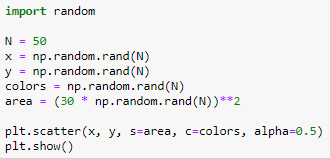 import random
N = 50
x = np.random.rand(N)
y = np.random.rand(N)
colors = np.random.rand(N)
area = (30 * np.random.rand(N))**2
plt.scatter(x, y, s=area, c=colors, alpha=0.5)
plt.show()